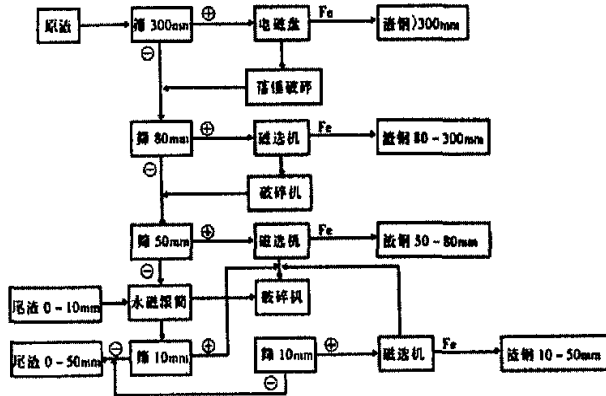 原渣
筛 300mm
⊕
电磁盘
Fe
渣钢>300mm
⊖
落锤破碎
筛 80mm
⊕
磁选机
Fe
渣钢 80-300mm
⊖
破碎机
筛 50mm
⊕
磁选机
Fe
渣钢 50-80mm
⊖
尾渣 0-10mm
永磁滚筒
破碎机
尾渣 0-50mm
⊖
筛 10mm
⊕
筛 10mm
⊕
磁选机
Fe
渣钢 10-50mm
⊖